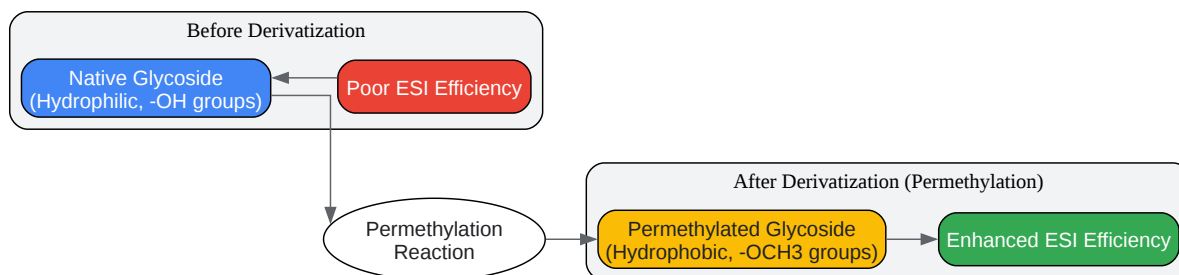 Before Derivatization
Native Glycoside
(Hydrophilic, -OH groups)
Poor ESI Efficiency
Permethylation
Reaction
After Derivatization (Permethylation)
Permethylated Glycoside
(Hydrophobic, -OCH3 groups)
Enhanced ESI Efficiency